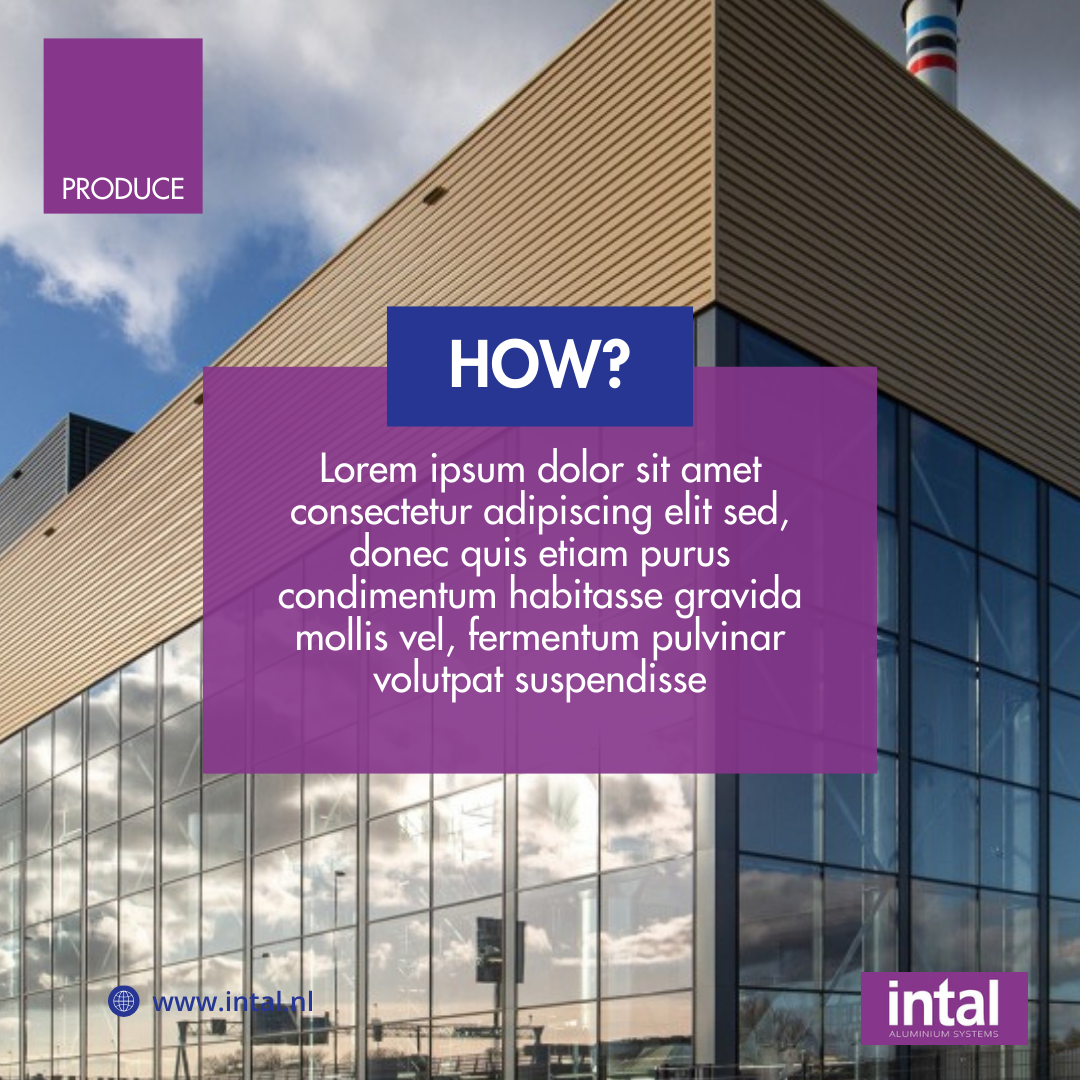 PRODUCE
HOW?
Lorem ipsum dolor sit amet
consectetur adipiscing elit sed,
donec quis etiam purus
condimentum habitasse gravida
mollis vel, fermentum pulvinar
volutpat suspendisse
www.intal.nl
intal
ALUMINIUM SYSTEMS